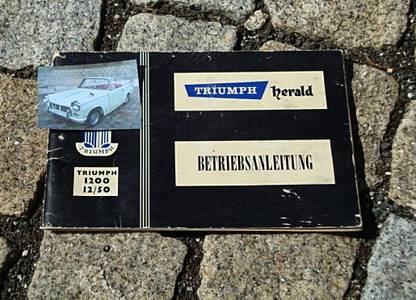 TRIUMPH herald
BETRIEBSANLEITUNG
TRIUMPH
TRIUMPH
1200
12/50